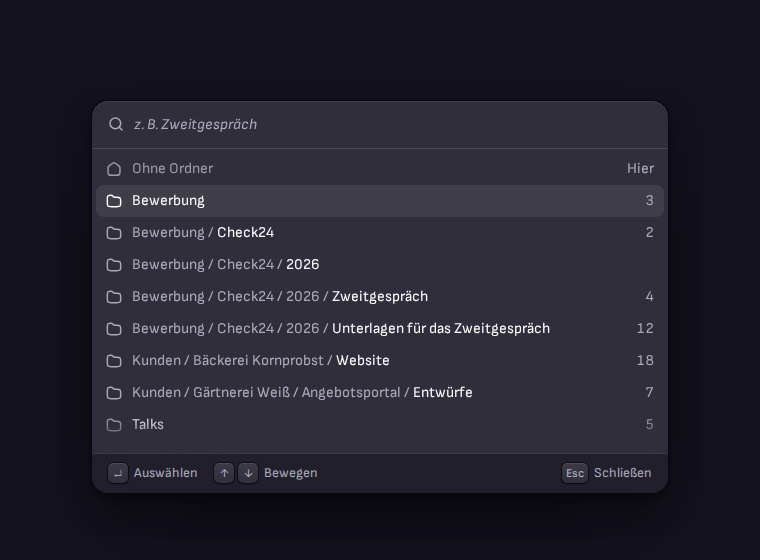 z. B. Zweitgespräch
Ohne Ordner Hier
Bewerbung 3
Bewerbung / Check24 2
Bewerbung / Check24 / 2026
Bewerbung / Check24 / 2026 / Zweitgespräch 4
Bewerbung / Check24 / 2026 / Unterlagen für das Zweitgespräch 12
Kunden / Bäckerei Kornprobst / Website 18
Kunden / Gärtnerei Weiß / Angebotsportal / Entwürfe 7
Talks 5
↵ Auswählen ↑ ↓ Bewegen Esc Schließen